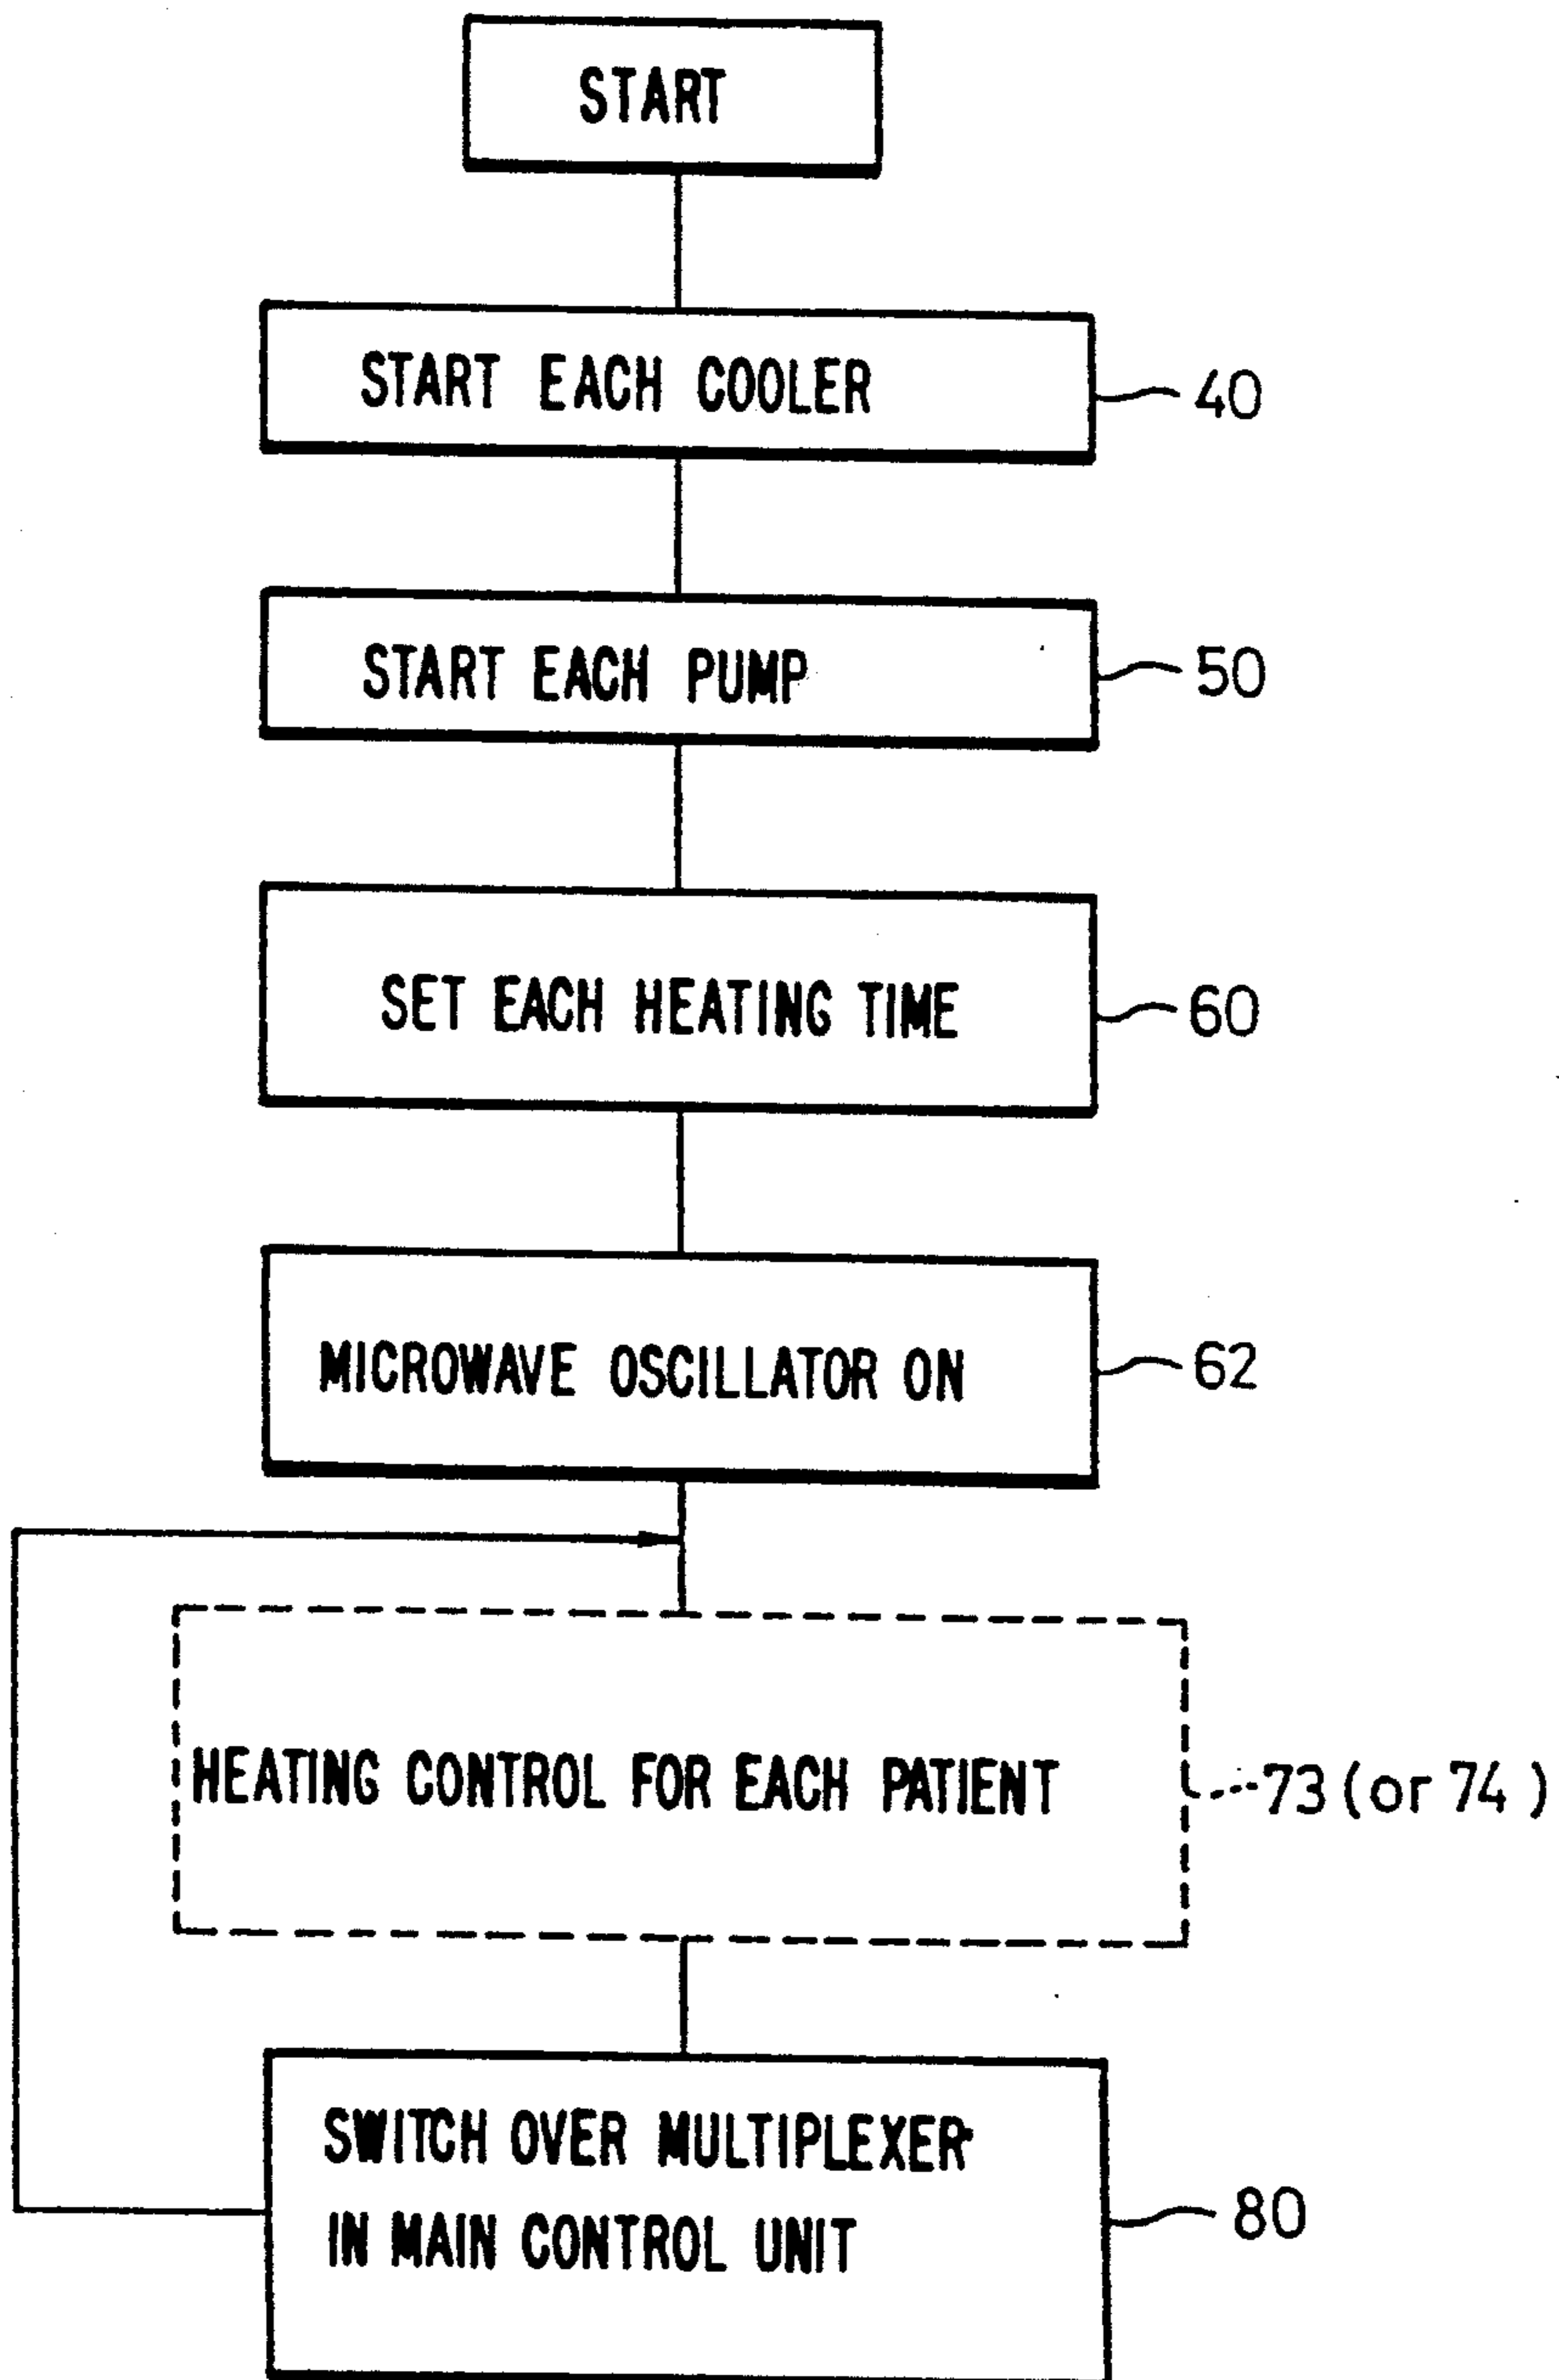 START
START EACH COOLER
40
START EACH PUMP
50
SET EACH HEATING TIME
60
MICROWAVE OSCILLATOR ON
62
HEATING CONTROL FOR EACH PATIENT
73 (or 74)
SWITCH OVER MULTIPLEXER
IN MAIN CONTROL UNIT
80